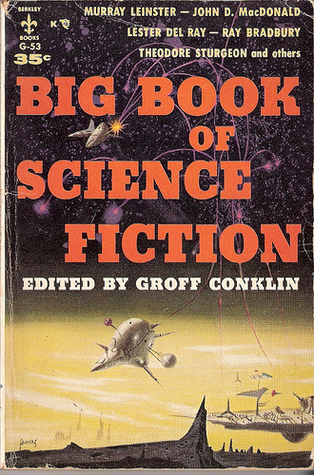 BERKLEY
BOOKS
G-53
35c
K
MURRAY LEINSTER — JOHN D. MacDONALD
LESTER DEL RAY — RAY BRADBURY
THEODORE STURGEON and others
BIG BOOK
OF
SCIENCE
FICTION
EDITED BY GROFF CONKLIN